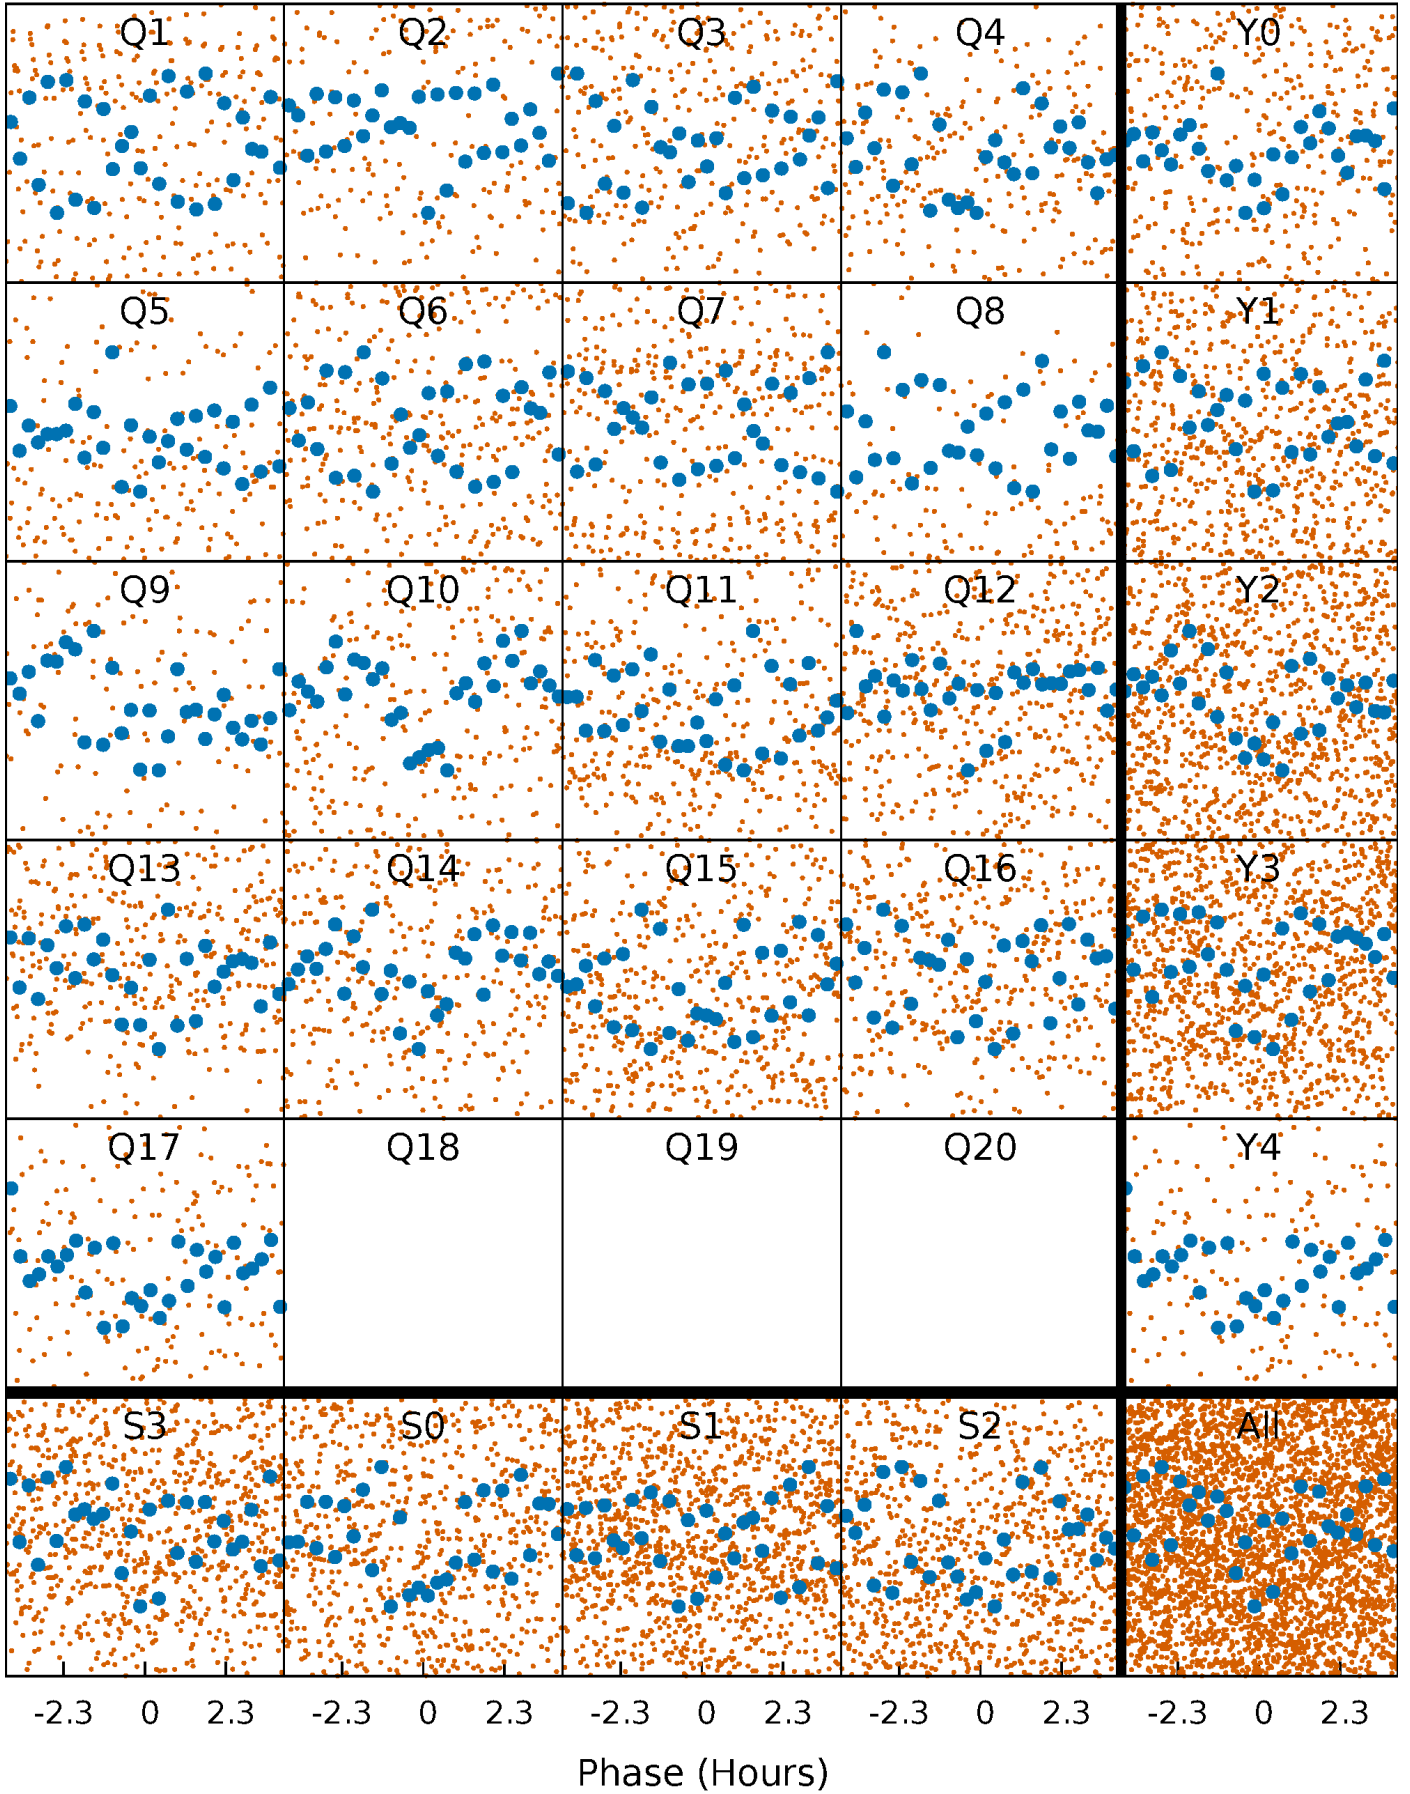 Q1 Q2 Q3 Q4 Y0
Q5 Q6 Q7 Q8 Y1
Q9 Q10 Q11 Q12 Y2
Q13 Q14 Q15 Q16 Y3
Q17 Q18 Q19 Q20 Y4
S3 S0 S1 S2 All
-2.3 0 2.3 -2.3 0 2.3 -2.3 0 2.3 -2.3 0 2.3 -2.3 0 2.3
Phase (Hours)